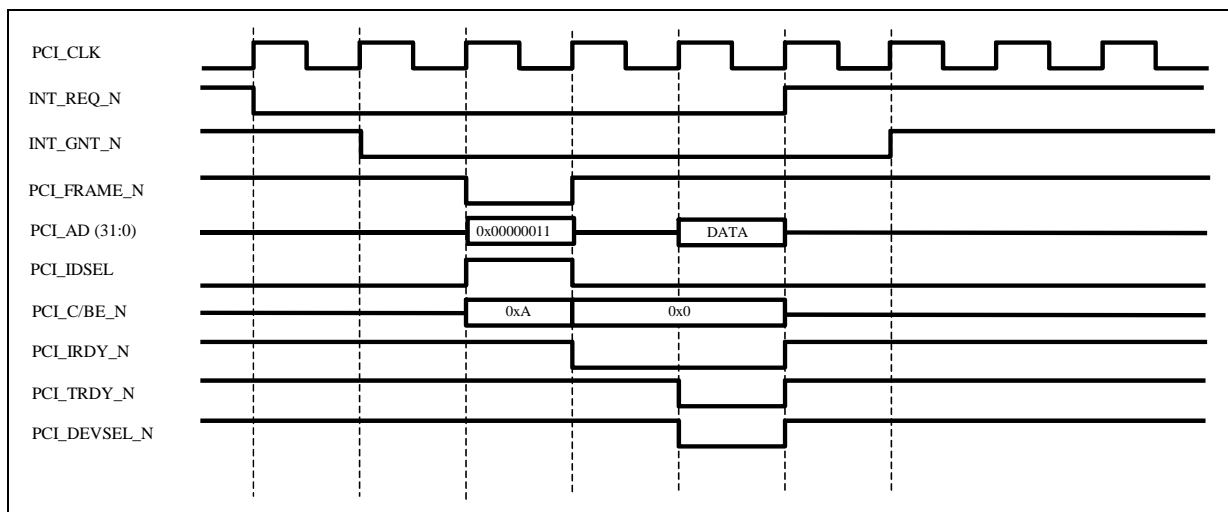 PCI_CLK
INT_REQ_N
INT_GNT_N
PCI_FRAME_N
PCI_AD (31:0) 0x00000011 DATA
PCI_IDSEL
PCI_C/BE_N 0xA 0x0
PCI_IRDY_N
PCI_TRDY_N
PCI_DEVSEL_N